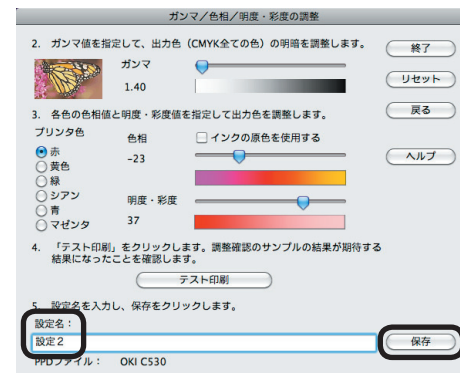 ガンマ／色相／明度・彩度の調整
2. ガンマ値を指定して、出力色（CMYK全ての色）の明暗を調整します。
終了
ガンマ
1.40
リセット
戻る
3. 各色の色相値と明度・彩度値を指定して出力色を調整します。
プリンタ色
色相
インクの原色を使用する
ヘルプ
赤
-23
黄色
緑
シアン
明度・彩度
青
37
マゼンタ
4. 「テスト印刷」をクリックします。調整確認のサンプルの結果が期待する
結果になったことを確認します。
テスト印刷
5. 設定名を入力し、保存をクリックします。
設定名：
設定２
保存
PPDファイル： OKI C530